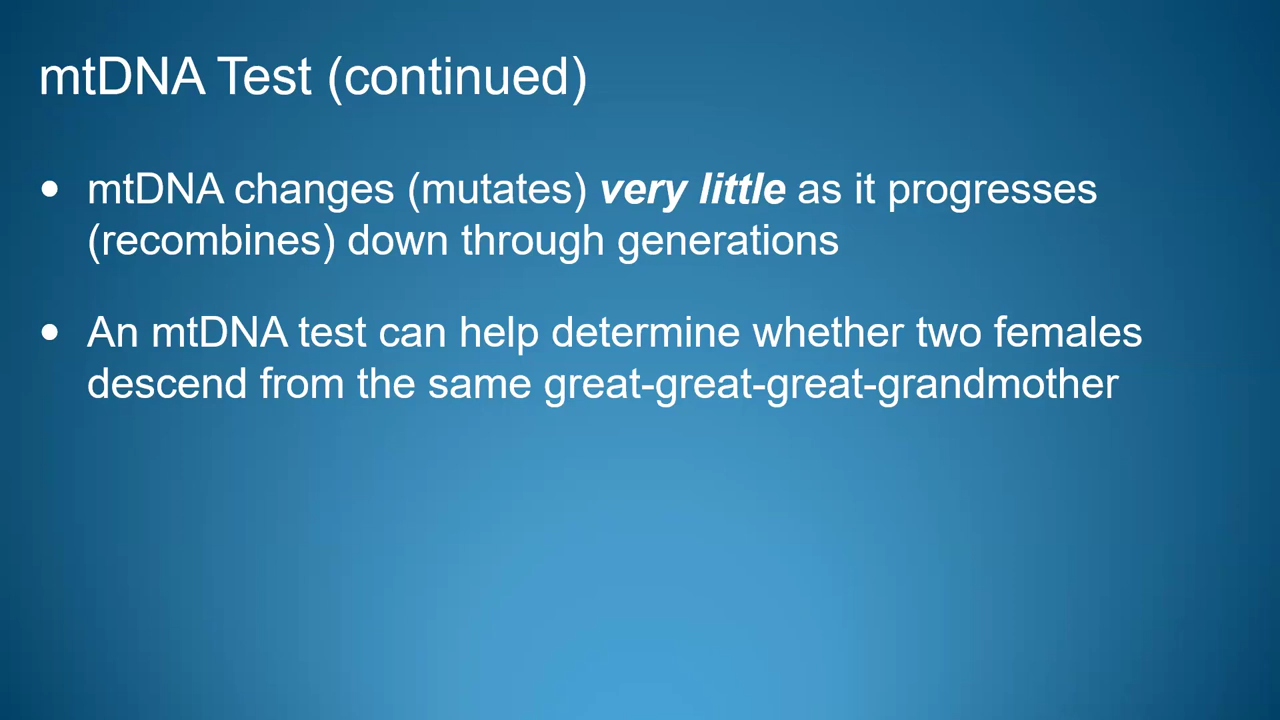 mtDNA Test (continued)
• mtDNA changes (mutates) very little as it progresses
(recombines) down through generations
• An mtDNA test can help determine whether two females
descend from the same great-great-great-grandmother